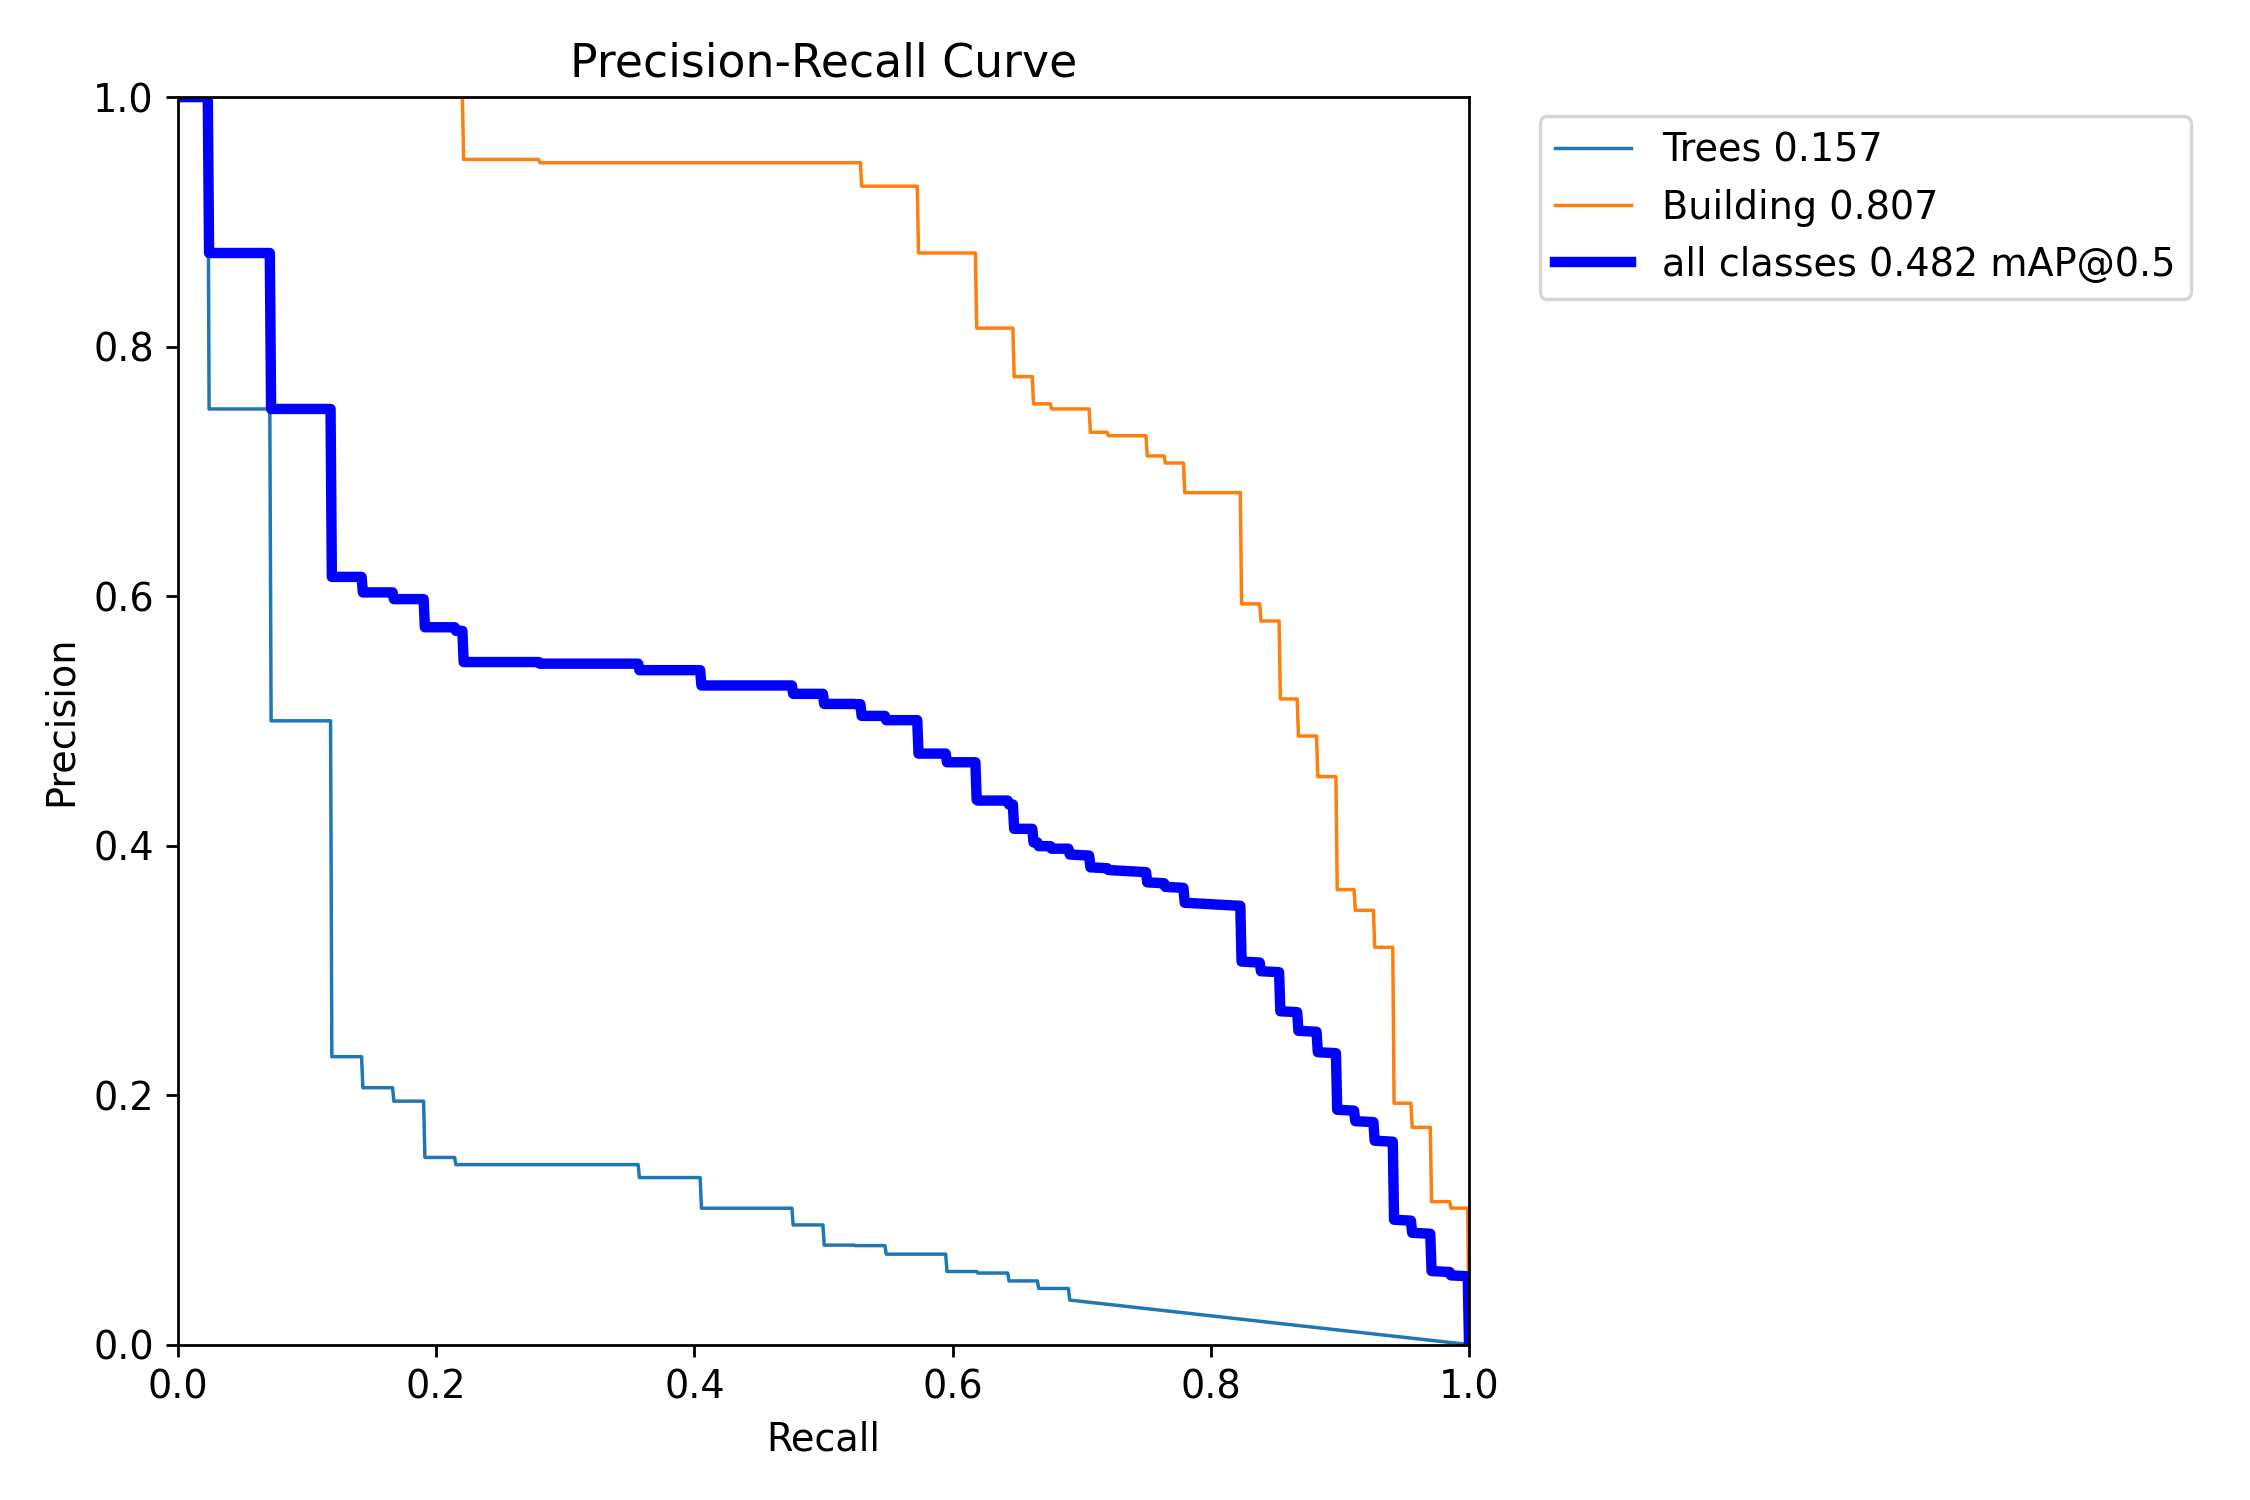 Precision-Recall Curve
1.0
0.8
0.6
0.4
0.2
0.0
Precision
0.0 0.2 0.4 0.6 0.8 1.0
Recall
Trees 0.157
Building 0.807
all classes 0.482 mAP@0.5